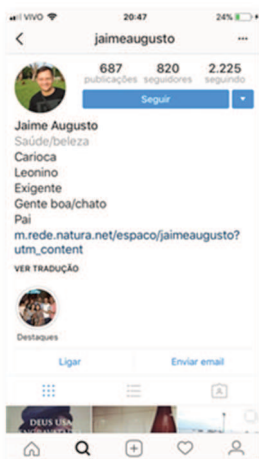 VIVO 20:47 24%
jaimeaugusto
687 820 2.225
publicações seguidores seguindo
Seguir
Jaime Augusto
Saúde/beleza
Carioca
Leonino
Exigente
Gente boa/chato
Pai
m.rede.natura.net/espaco/jaimeaugusto?
utm_content
VER TRADUÇÃO
Destaques
Ligar Enviar email
DEUS USA